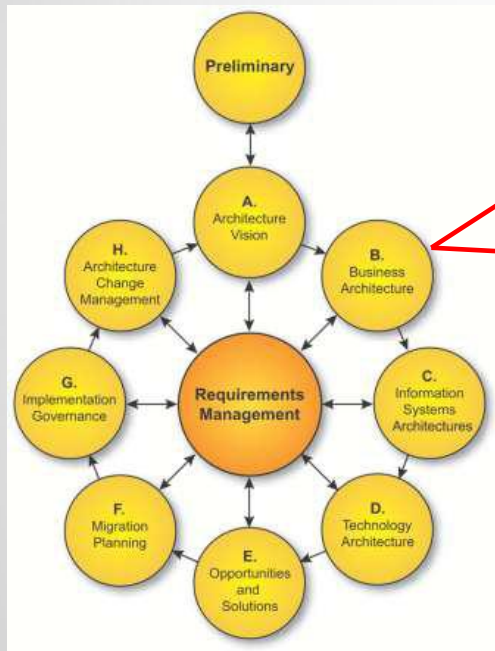 Preliminary
A.
Architecture
Vision
B.
Business
Architecture
C.
Information
Systems
Architectures
D.
Technology
Architecture
E.
Opportunities
and
Solutions
F.
Migration
Planning
G.
Implementation
Governance
H.
Architecture
Change
Management
Requirements
Management